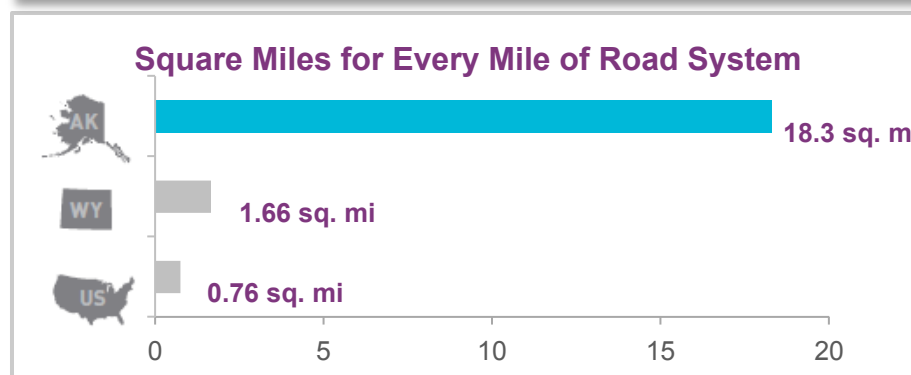 Square Miles for Every Mile of Road System
AK
18.3 sq. m
WY
1.66 sq. mi
US
0.76 sq. mi
0 5 10 15 20